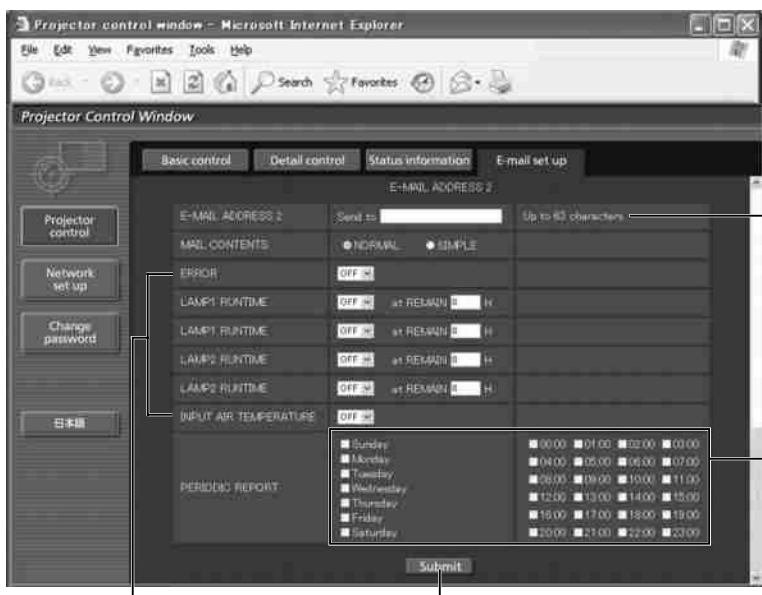 Projector control window - Microsoft Internet Explorer
File Edit View Favorites Tools Help
Back Search Favorites
Projector Control Window
Basic control Detail control Status information E-mail set up
E-MAIL ADDRESS 2
E-MAIL ADDRESS 2 Send to Up to 63 characters
Projector control
MAIL CONTENTS NORMAL SIMPLE
Network set up
ERROR OFF
LAMP1 RUNTIME OFF at REMAIN 0 H
Change password
LAMP1 RUNTIME OFF at REMAIN 0 H
LAMP2 RUNTIME OFF at REMAIN 0 H
LAMP2 RUNTIME OFF at REMAIN 0 H
日本語
INPUT AIR TEMPERATURE OFF
PERIODIC REPORT
Sunday
Monday
Tuesday
Wednesday
Thursday
Friday
Saturday
00:00 01:00 02:00 03:00
04:00 05:00 06:00 07:00
08:00 09:00 10:00 11:00
12:00 13:00 14:00 15:00
16:00 17:00 18:00 19:00
20:00 21:00 22:00 23:00
Submit